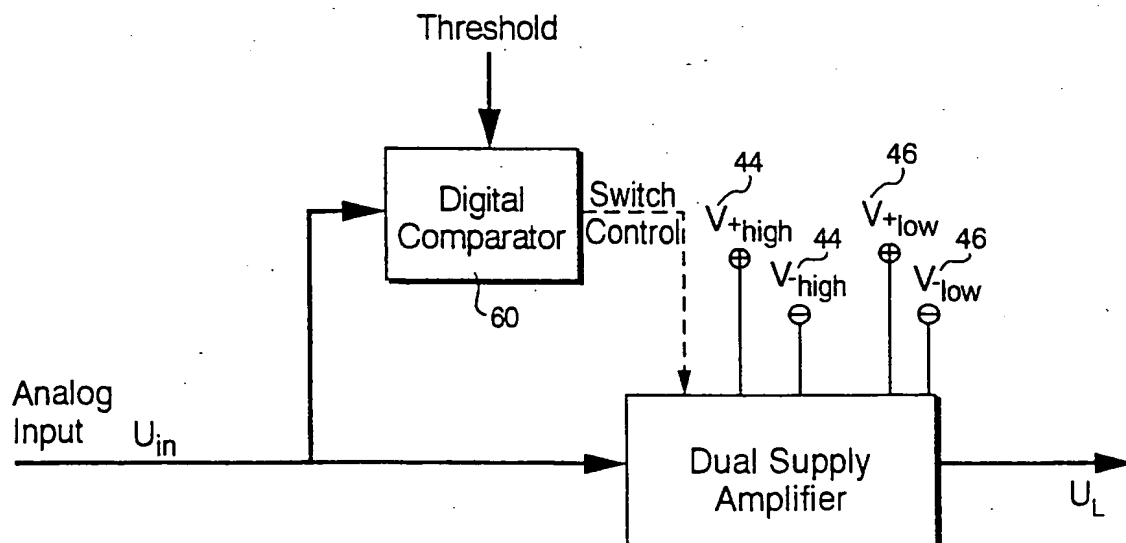 Threshold
Digital
Comparator
60
Switch
Control
44
V+high
44
V-high
46
V+low
46
V-low
Analog
Input Uin
Dual Supply
Amplifier
UL